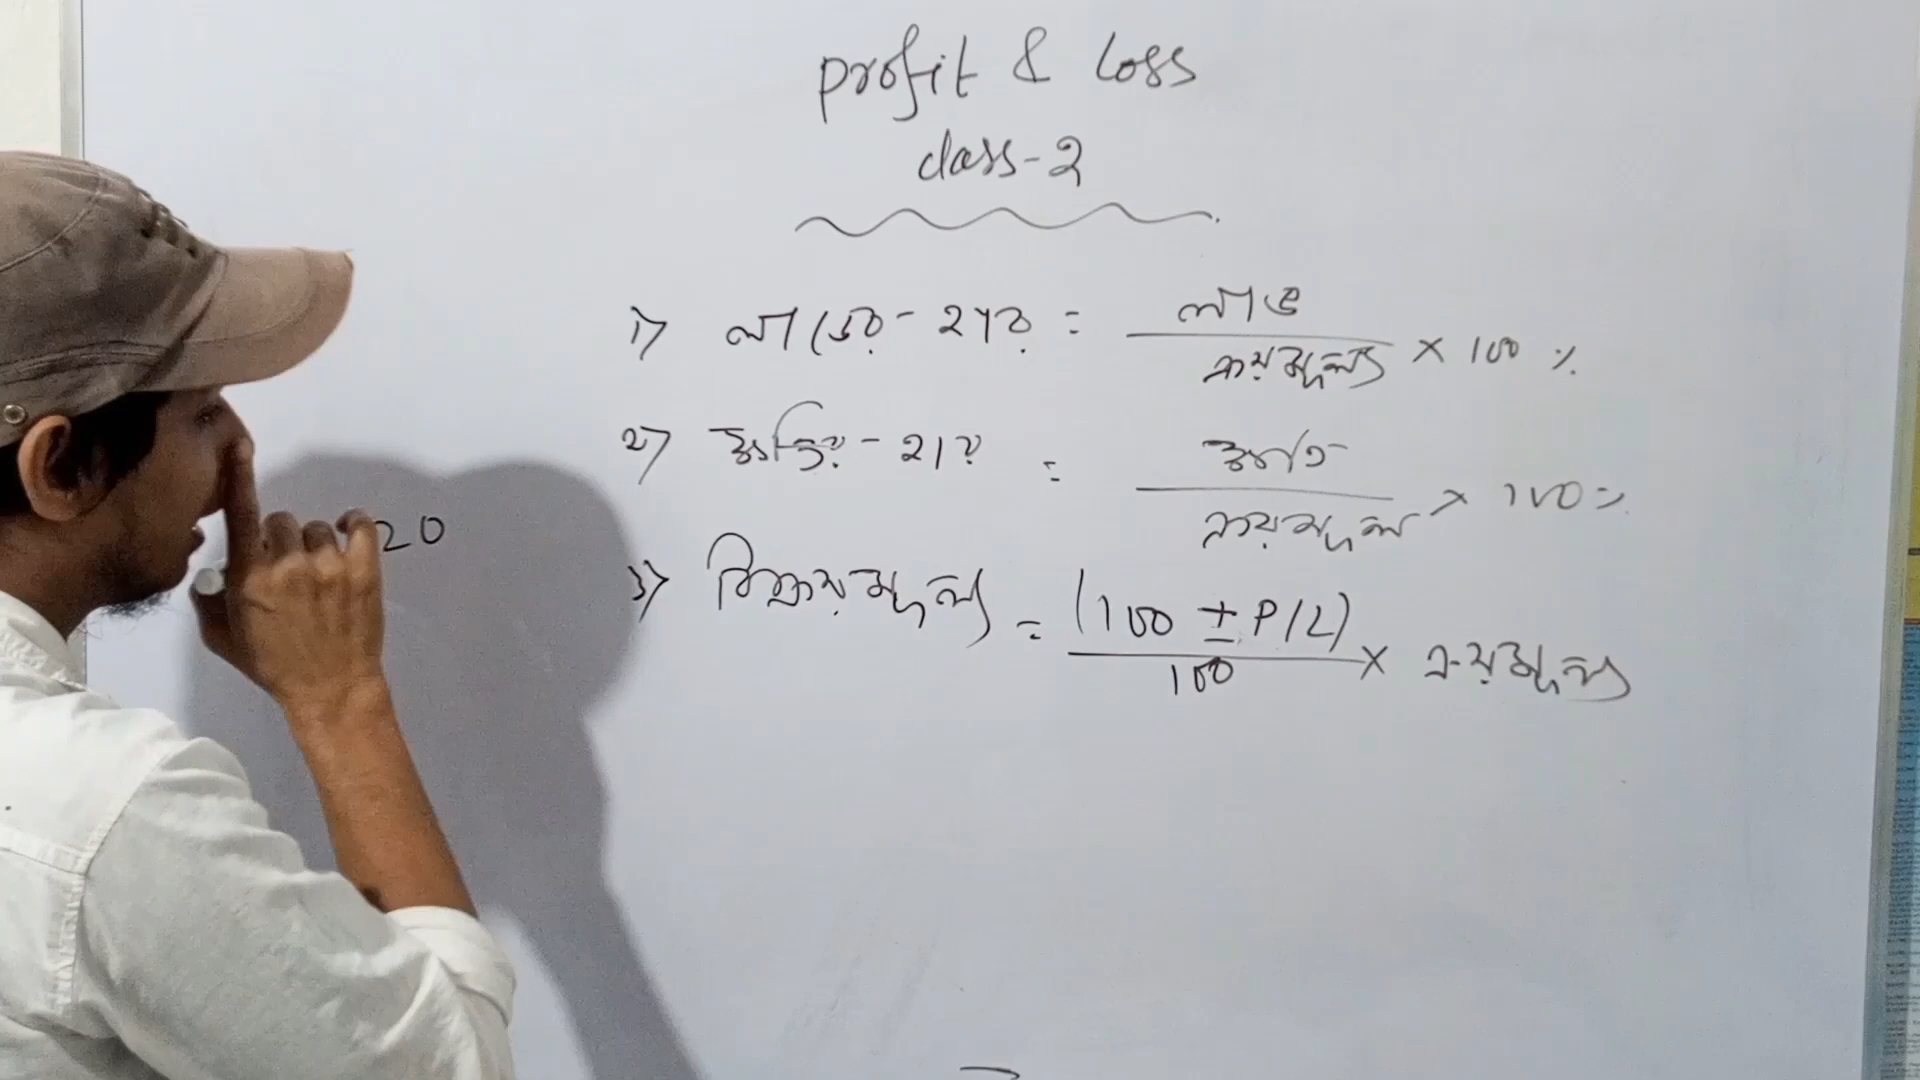 profit & Loss
class-2
1) লাভের-হার = লাভ / ক্রয়মূল্য × 100 %
2) ক্ষতির-হার = ক্ষতি / ক্রয়মূল্য × 100 %
20
3) বিক্রয়মূল্য = (100 ± P/L) / 100 × ক্রয়মূল্য